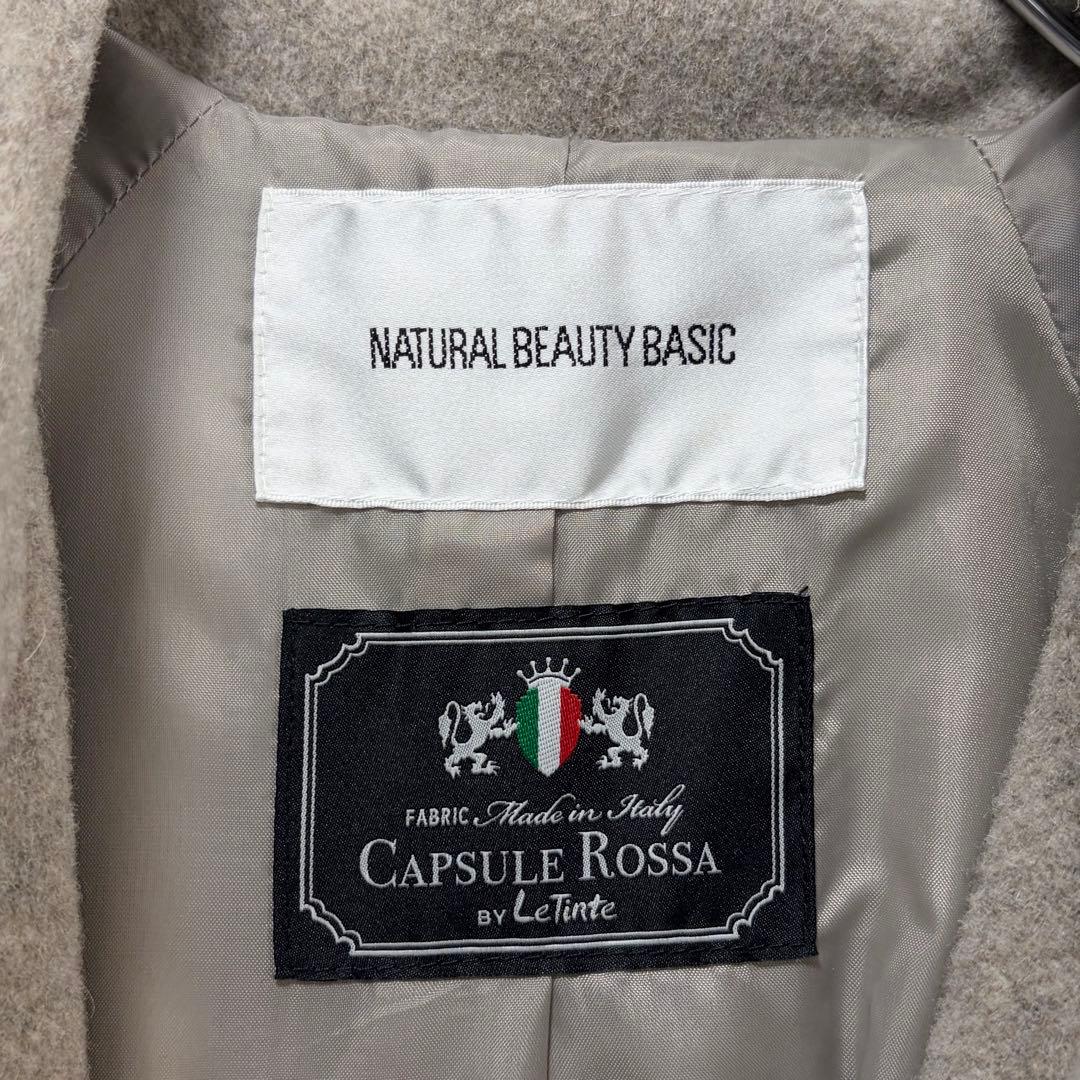 NATURAL BEAUTY BASIC
FABRIC Made in Italy
CAPSULE ROSSA
BY LeTinte